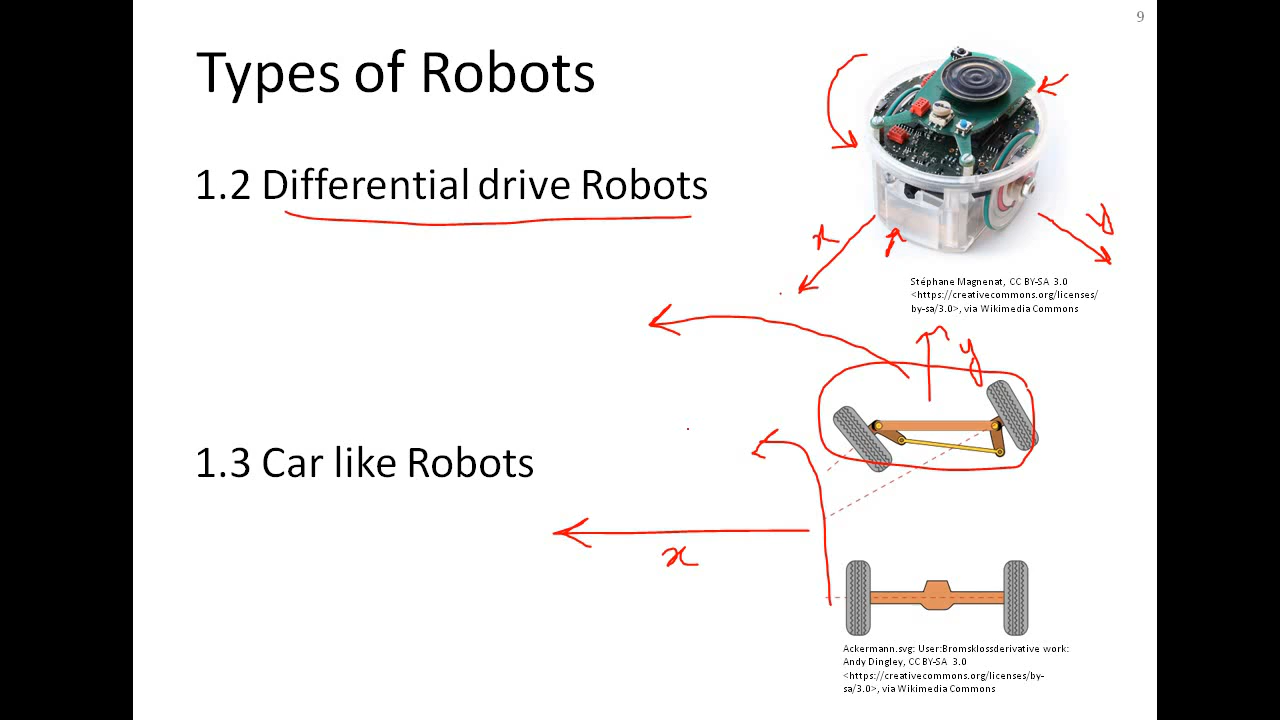 9
Types of Robots
1.2 Differential drive Robots
x
y
Stéphane Magnenat, CC BY-SA 3.0
<https://creativecommons.org/licenses/
by-sa/3.0>, via Wikimedia Commons
y
1.3 Car like Robots
x
Ackermann.svg: User:Bromsklossderivative work:
Andy Dingley, CC BY-SA 3.0
<https://creativecommons.org/licenses/by-
sa/3.0>, via Wikimedia Commons